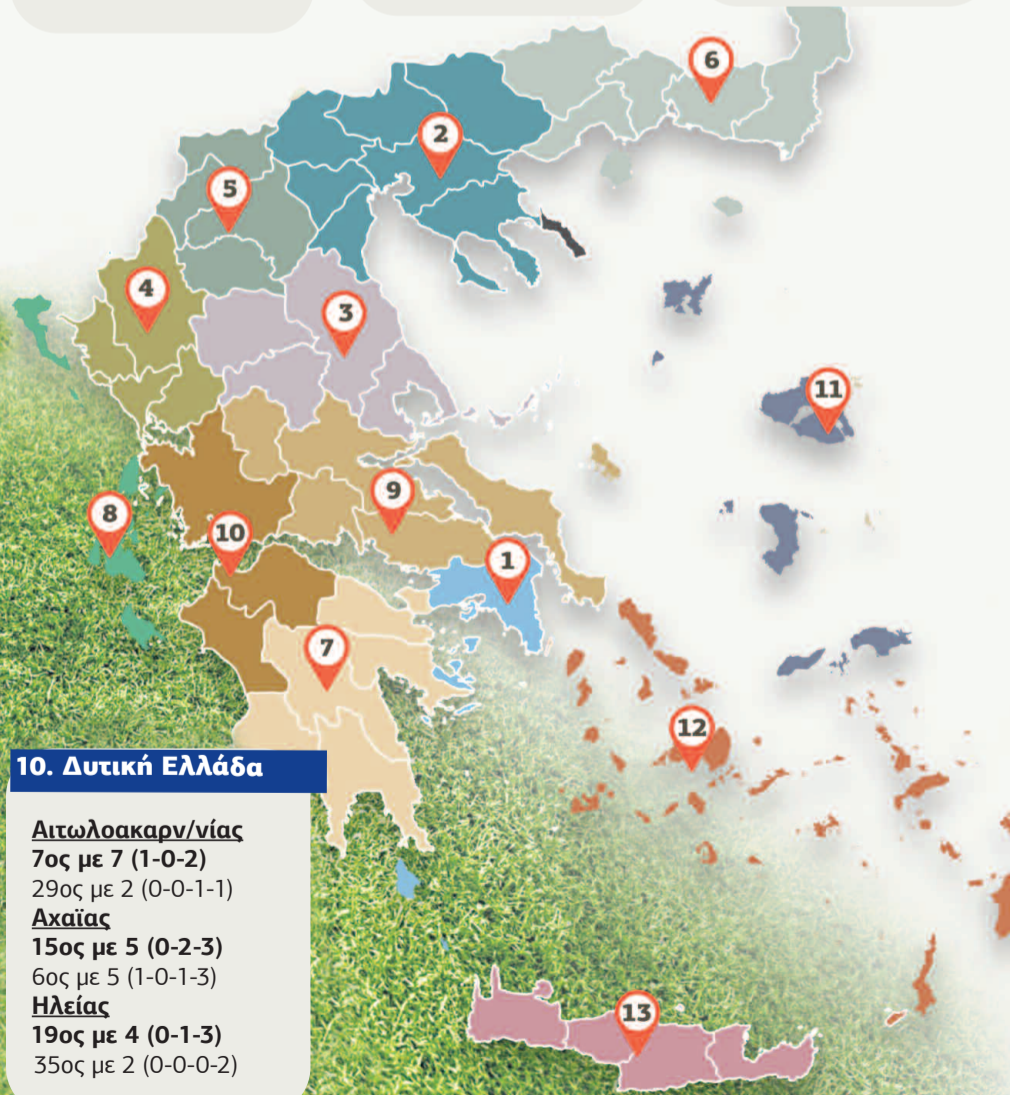 6
2
5
4
3
11
9
8
10
1
7
12
10. Δυτική Ελλάδα
Αιτωλοακαρν/νίας
7ος με 7 (1-0-2)
29ος με 2 (0-0-1-1)
Αχαΐας
15ος με 5 (0-2-3)
6ος με 5 (1-0-1-3)
Ηλείας
19ος με 4 (0-1-3)
35ος με 2 (0-0-0-2)
13